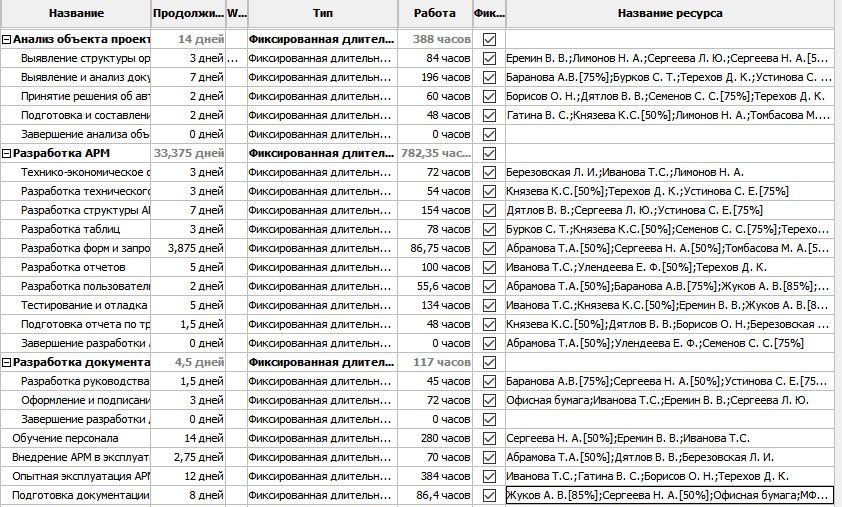 Название Продолжи... W... Тип Работа Фик... Название ресурса
Анализ объекта проект 14 дней Фиксированная длител... 388 часов
Выявление структуры ор 3 дней ... Фиксированная длительн... 84 часов Еремин В. В.;Лимонов Н. А.;Сергеева Л. Ю.;Сергеева Н. А.[5...
Выявление и анализ доку 7 дней Фиксированная длительн... 196 часов Баранова А.В.[75%];Бурков С. Т.;Терехов Д. К.;Устинова С. ...
Принятие решения об авт 2 дней Фиксированная длительн... 60 часов Борисов О. Н.;Дятлов В. В.;Семенов С. С.[75%];Терехов Д. К.
Подготовка и составлени 2 дней Фиксированная длительн... 48 часов Гатина В. С.;Князева К.С.[50%];Лимонов Н. А.;Томбасова М....
Завершение анализа объ 0 дней Фиксированная длительн... 0 часов
Разработка АРМ 33,375 дней Фиксированная длител... 782,35 час...
Технико-экономическое о 3 дней Фиксированная длительн... 72 часов Березовская Л. И.;Иванова Т.С.;Лимонов Н. А.
Разработка технического 3 дней Фиксированная длительн... 54 часов Князева К.С.[50%];Терехов Д. К.;Устинова С. Е.[75%]
Разработка структуры АР 7 дней Фиксированная длительн... 154 часов Дятлов В. В.;Сергеева Л. Ю.;Устинова С. Е.[75%]
Разработка таблиц 3 дней Фиксированная длительн... 78 часов Бурков С. Т.;Князева К.С.[50%];Семенов С. С.[75%];Терехо...
Разработка форм и запро 3,875 дней Фиксированная длительн... 86,75 часов Абрамова Т.А.[50%];Сергеева Н. А.[50%];Томбасова М. А.[5...
Разработка отчетов 5 дней Фиксированная длительн... 100 часов Иванова Т.С.;Улендеева Е. Ф.[50%];Терехов Д. К.
Разработка пользовател 2 дней Фиксированная длительн... 55,6 часов Абрамова Т.А.[50%];Баранова А.В.[75%];Жуков А. В.[85%];...
Тестирование и отладка 5 дней Фиксированная длительн... 134 часов Иванова Т.С.;Князева К.С.[50%];Еремин В. В.;Жуков А. В.[8...
Подготовка отчета по тр 1,5 дней Фиксированная длительн... 48 часов Князева К.С.[50%];Дятлов В. В.;Борисов О. Н.;Березовская ...
Завершение разработки А 0 дней Фиксированная длительн... 0 часов Абрамова Т.А.[50%];Улендеева Е. Ф.;Семенов С. С.[75%]
Разработка документа 4,5 дней Фиксированная длител... 117 часов
Разработка руководства 1,5 дней Фиксированная длительн... 45 часов Баранова А.В.[75%];Сергеева Н. А.[50%];Устинова С. Е.[75...
Оформление и подписани 3 дней Фиксированная длительн... 72 часов Офисная бумага;Иванова Т.С.;Еремин В. В.;Сергеева Л. Ю.
Завершение разработки 0 дней Фиксированная длительн... 0 часов
Обучение персонала 14 дней Фиксированная длительн... 280 часов Сергеева Н. А.[50%];Еремин В. В.;Иванова Т.С.
Внедрение АРМ в эксплуат 2,75 дней Фиксированная длительн... 70 часов Абрамова Т.А.[50%];Дятлов В. В.;Березовская Л. И.
Опытная эксплуатация АРМ 12 дней Фиксированная длительн... 384 часов Иванова Т.С.;Гатина В. С.;Борисов О. Н.;Терехов Д. К.
Подготовка документации 8 дней Фиксированная длительн... 86,4 часов Жуков А. В.[85%];Сергеева Н. А.[50%];Офисная бумага;МФ...